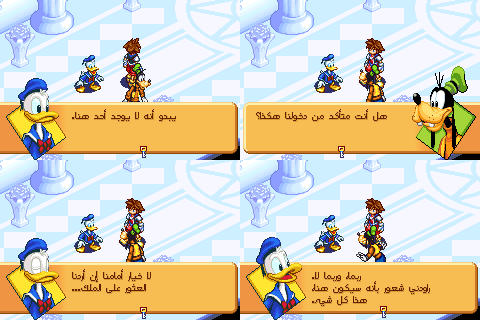 يبدو أنه لا يوجد أحد هنا.
هل أنت متأكد من دخولنا هكذا؟
لا خيار أمامنا إن أردنا
العثور على الملك...
ربما، وربما لا.
راودني شعور بأنه سيكون هنا،
هذا كل شيء.